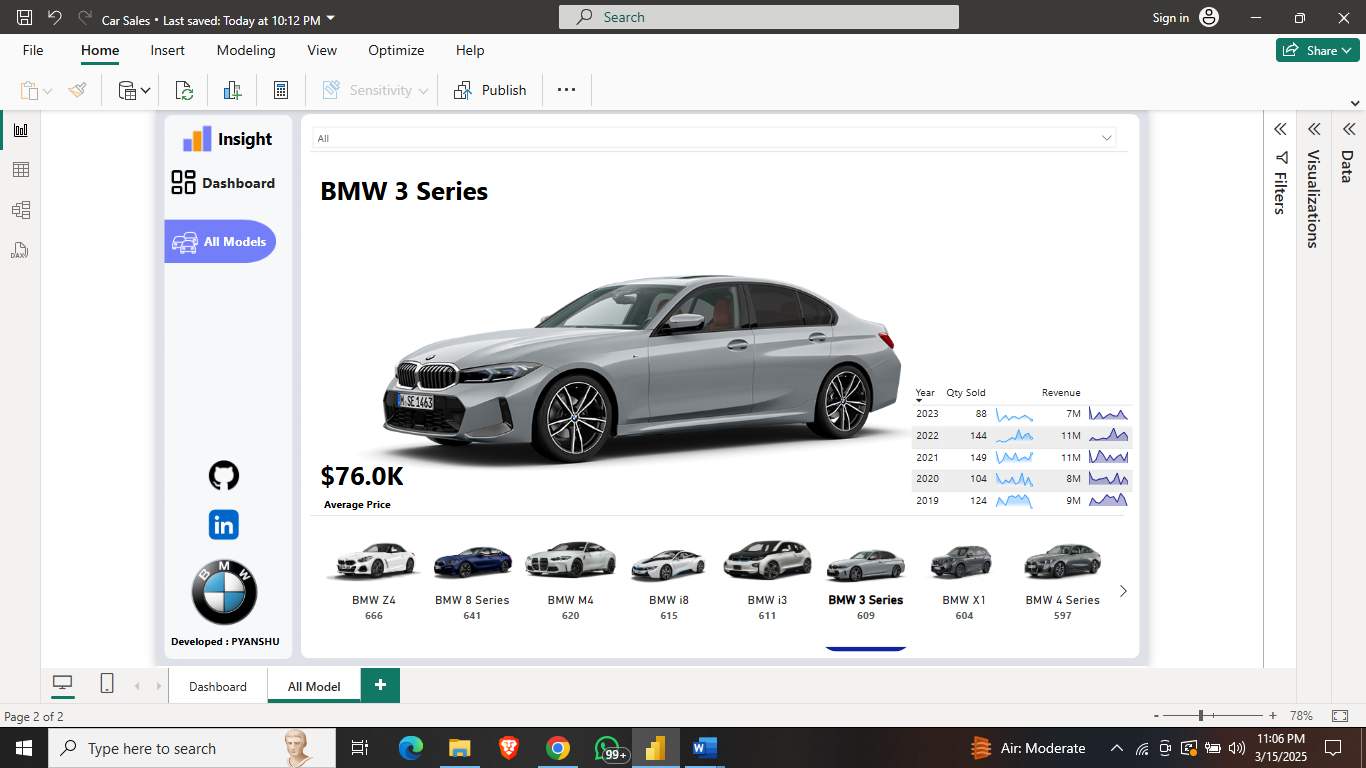 Car Sales • Last saved: Today at 10:12 PM
Search
Sign in
File Home Insert Modeling View Optimize Help
Share
Sensitivity
Publish
Insight
Dashboard
All Models
All
BMW 3 Series
M SE 1463
$76.0K
Average Price
Year Qty Sold Revenue
2023 88 7M
2022 144 11M
2021 149 11M
2020 104 8M
2019 124 9M
BMW Z4 BMW 8 Series BMW M4 BMW i8 BMW i3 BMW 3 Series BMW X1 BMW 4 Series
666 641 620 615 611 609 604 597
in
BMW
Developed : PYANSHU
Filters
Visualizations
Data
DAX
Dashboard All Model +
Page 2 of 2
- + 78%
Type here to search
99+
Air: Moderate
11:06 PM
3/15/2025